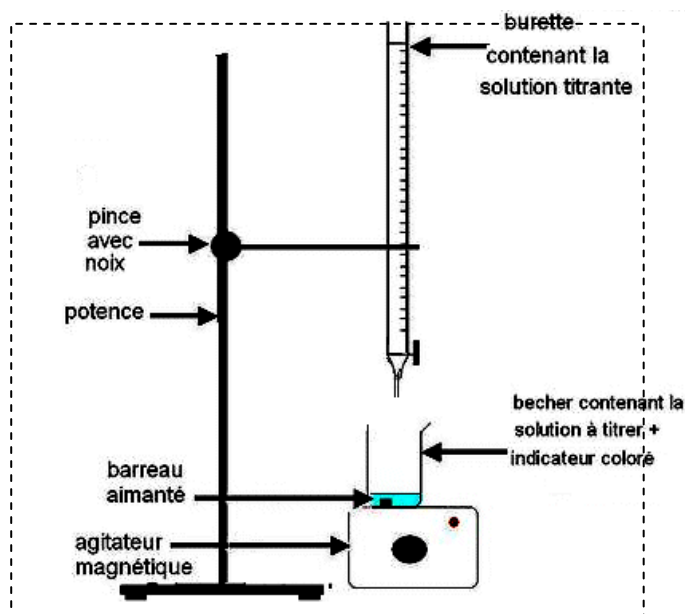 burette
contenant la
solution titrante
pince
avec
noix
potence
becher contenant la
solution à titrer +
indicateur coloré
barreau
aimanté
agitateur
magnétique